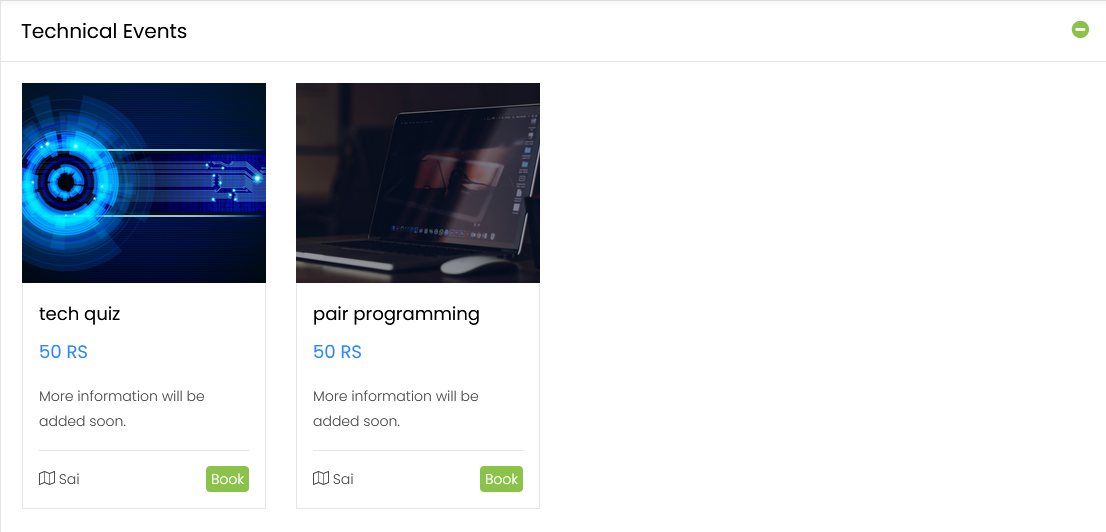 Technical Events
tech quiz
50 RS
More information will be
added soon.
Sai
Book
pair programming
50 RS
More information will be
added soon.
Sai
Book